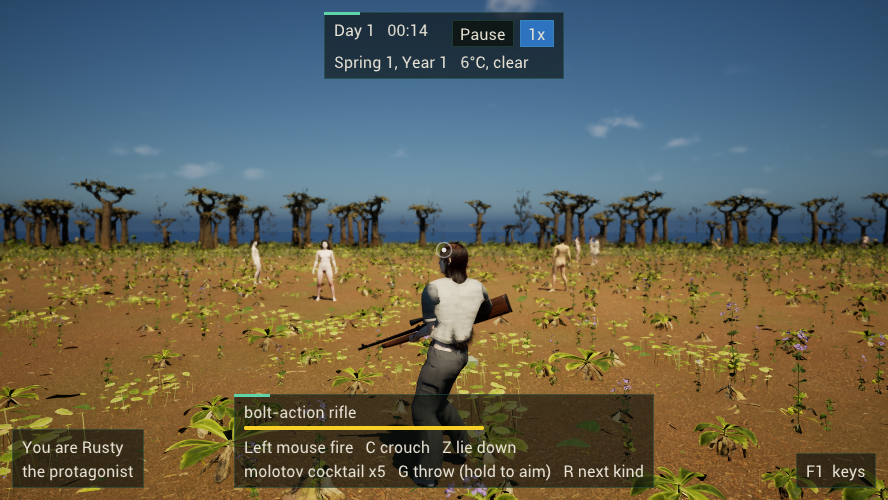 Day 1 00:14 Pause 1x
Spring 1, Year 1 6°C, clear
bolt-action rifle
Left mouse fire C crouch Z lie down
molotov cocktail x5 G throw (hold to aim) R next kind
You are Rusty
the protagonist
F1 keys